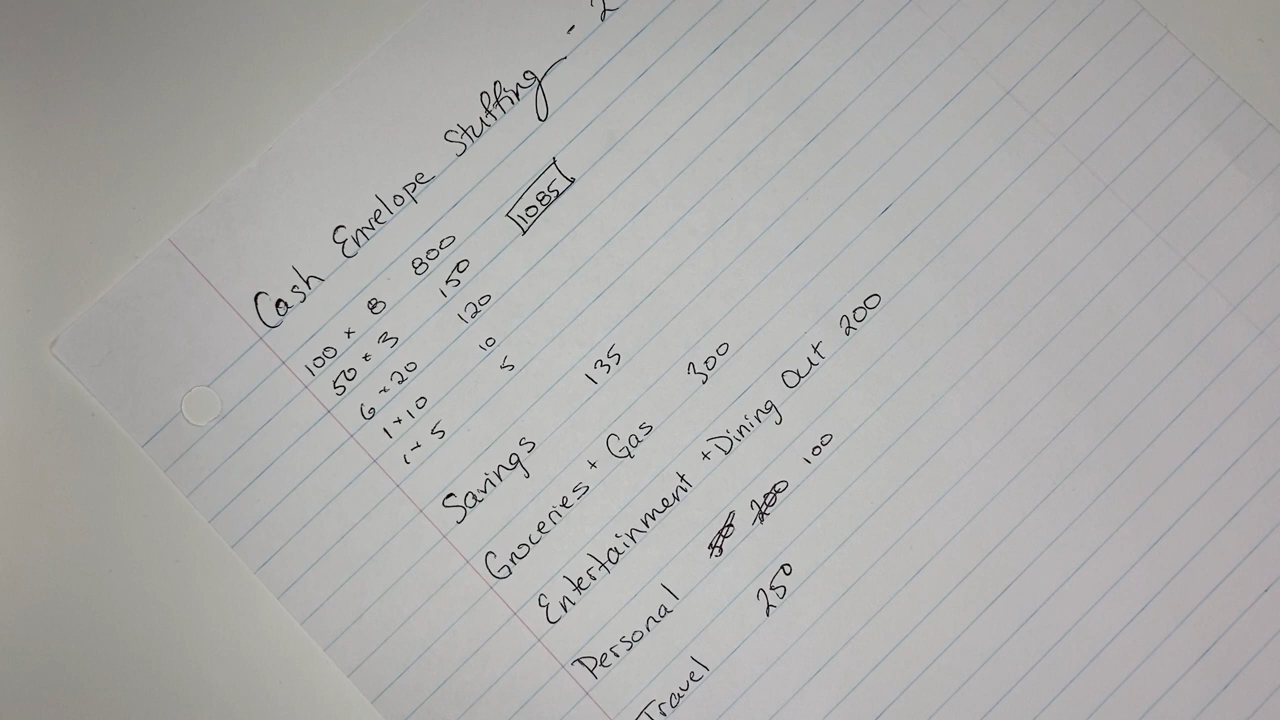 Cash Envelope Stuffing - 2
1085
100 x 8 800
50 x 3 150
6 x 20 120
1 x 10 10
1 x 5 5
Savings 135
Groceries + Gas 300
Entertainment + Dining Out 200
Personal 50 200 100
Travel 250